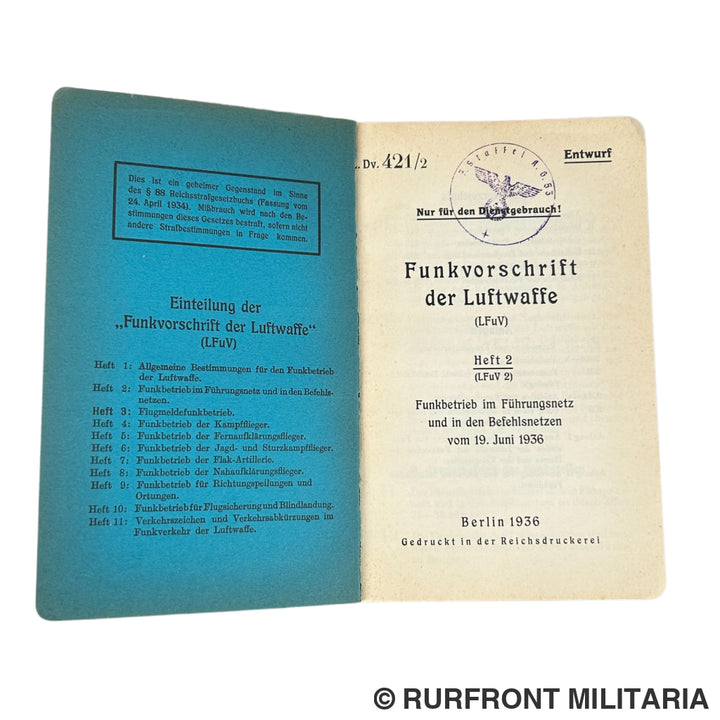 Dies ist ein geheimer Gegenstand im Sinne
des § 88 Reichsstrafgesetzbuchs (Fassung vom
24. April 1934). Mißbrauch wird nach den Be-
stimmungen dieses Gesetzes bestraft, sofern nicht
andere Strafbestimmungen in Frage kommen.
Einteilung der
„Funkvorschrift der Luftwaffe“
(LFuV)
Heft 1: Allgemeine Bestimmungen für den Funkbetrieb
der Luftwaffe.
Heft 2: Funkbetrieb im Führungsnetz und in den Befehls-
netzen.
Heft 3: Flugmeldefunkbetrieb.
Heft 4: Funkbetrieb der Kampfflieger.
Heft 5: Funkbetrieb der Fernaufklärungsflieger.
Heft 6: Funkbetrieb der Jagd- und Sturzkampfflieger.
Heft 7: Funkbetrieb der Flak-Artillerie.
Heft 8: Funkbetrieb der Nahaufklärungsflieger.
Heft 9: Funkbetrieb für Richtungspeilungen und
Ortungen.
Heft 10: Funkbetrieb für Flugsicherung und Blindlandung.
Heft 11: Verkehrszeichen und Verkehrsabkürzungen im
Funkverkehr der Luftwaffe.
Dv. 421/2
Entwurf
Staffel
Nur für den Dienstgebrauch!
Funkvorschrift
der Luftwaffe
(LFuV)
Heft 2
(LFuV 2)
Funkbetrieb im Führungsnetz
und in den Befehlsnetzen
vom 19. Juni 1936
Berlin 1936
Gedruckt in der Reichsdruckerei
© RURFRONT MILITARIA